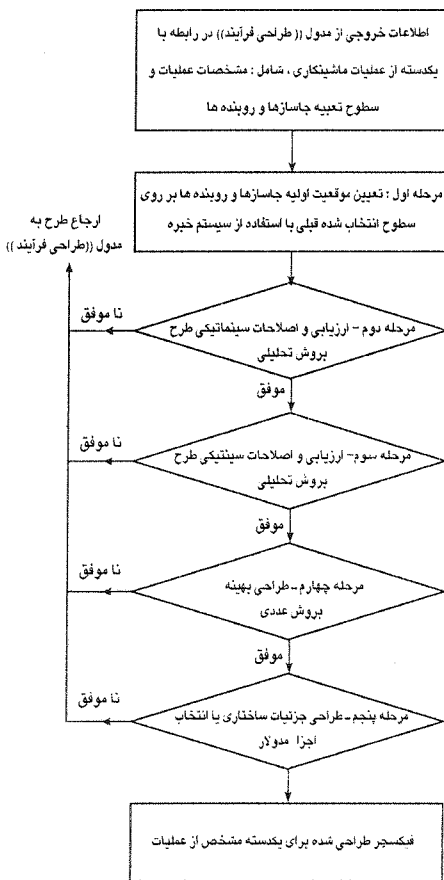 اطلاعات خروجی از مدول ((طراحی فرآیند)) در رابطه با
یکدسته از عملیات ماشینکاری ، شامل : مشخصات عملیات و
سطوح تعبیه جاسازها و روبنده ها
مرحله اول : تعیین موقعیت اولیه جاسازها و روبنده ها بر روی
سطوح انتخاب شده قبلی با استفاده از سیستم خبره
ارجاع طرح به
مدول ((طراحی فرآیند ))
نا موفق
مرحله دوم – ارزیابی و اصلاحات سینماتیکی طرح
بروش تحلیلی
موفق
نا موفق
مرحله سوم– ارزیابی و اصلاحات سینتیکی طرح
بروش تحلیلی
موفق
نا موفق
مرحله چهارم – طراحی بهینه
بروش عددی
موفق
نا موفق
مرحله پنجم – طراحی جزئیات ساختاری یا انتخاب
اجزا مدولار
فیکسچر طراحی شده برای یکدسته مشخص از عملیات